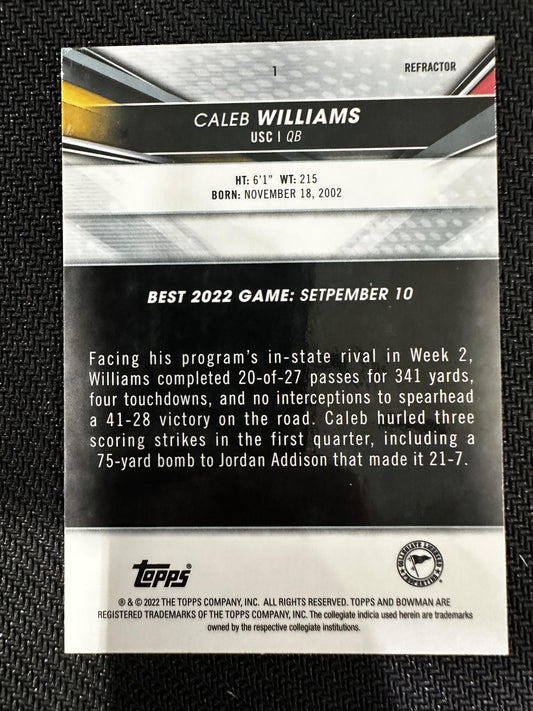 1
REFRACTOR
CALEB WILLIAMS
USC | QB
HT: 6'1" WT: 215
BORN: NOVEMBER 18, 2002
BEST 2022 GAME: SETPEMBER 10
Facing his program's in-state rival in Week 2,
Williams completed 20-of-27 passes for 341 yards,
four touchdowns, and no interceptions to spearhead
a 41-28 victory on the road. Caleb hurled three
scoring strikes in the first quarter, including a
75-yard bomb to Jordan Addison that made it 21-7.
topps
COLLEGIATE LICENSED
® & © 2022 THE TOPPS COMPANY, INC. ALL RIGHTS RESERVED. TOPPS AND BOWMAN ARE
REGISTERED TRADEMARKS OF THE TOPPS COMPANY, INC. The collegiate indicia used herein are trademarks
owned by the respective collegiate institutions.